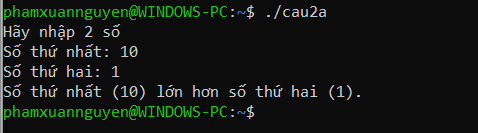 phamxuannguyen@WINDOWS-PC:~$ ./cau2a
Hãy nhập 2 số
Số thứ nhất: 10
Số thứ hai: 1
Số thứ nhất (10) lớn hơn số thứ hai (1).
phamxuannguyen@WINDOWS-PC:~$